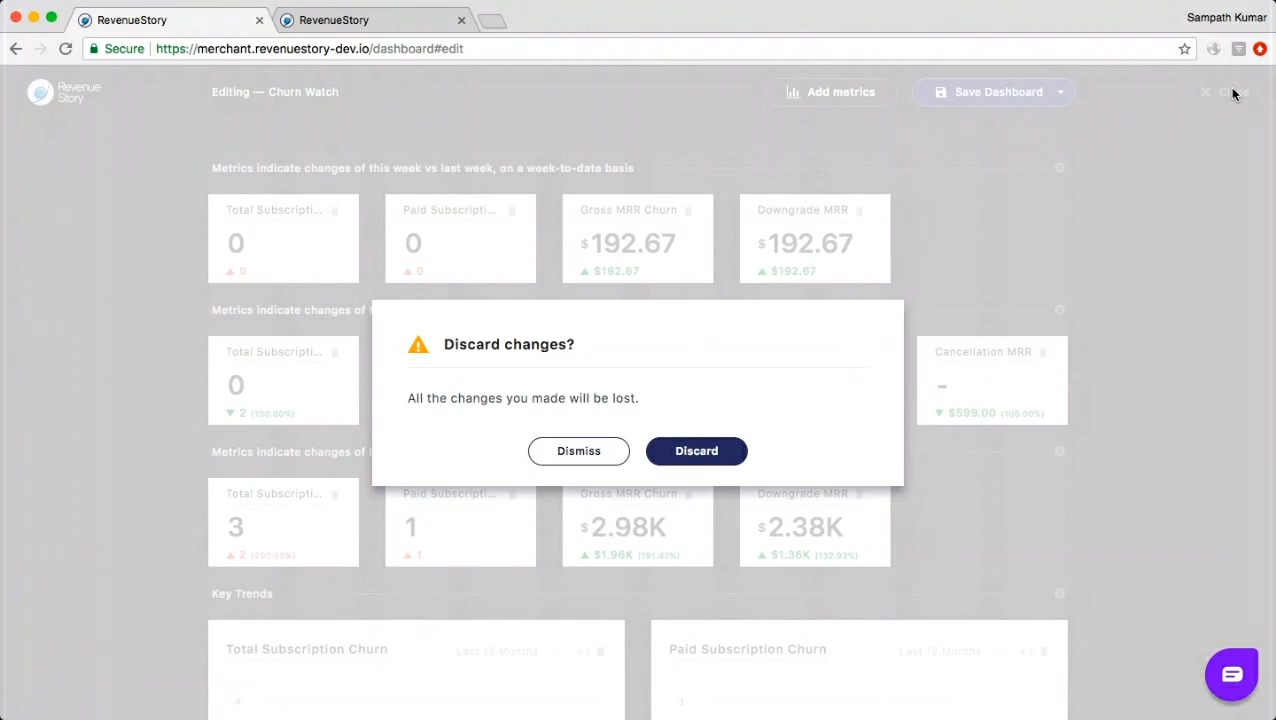 RevenueStory
RevenueStory
Sampath Kumar
Secure https://merchant.revenuestory-dev.io/dashboard#edit
Revenue
Story
Editing — Churn Watch
Add metrics
Save Dashboard
Metrics indicate changes of this week vs last week, on a week-to-date basis
Total Subscripti...
Paid Subscripti...
Gross MRR Churn
Downgrade MRR
0
0
$192.67
$192.67
▲ 0
▲ 0
▲ $192.67
▲ $192.67
Metrics indicate changes of
Total Subscripti...
Cancellation MRR
0
-
▼ 2 (100.00%)
▼ $599.00 (100.00%)
Discard changes?
All the changes you made will be lost.
Dismiss
Discard
Metrics indicate changes of
Total Subscripti...
Paid Subscripti...
Gross MRR Churn
Downgrade MRR
3
1
$2.98K
$2.38K
▲ 2 (200.00%)
▲ 1
▲ $1.96K (191.47%)
▲ $1.36K (132.92%)
Key Trends
Total Subscription Churn
Last 12 Months
Paid Subscription Churn
Last 12 Months
4
3